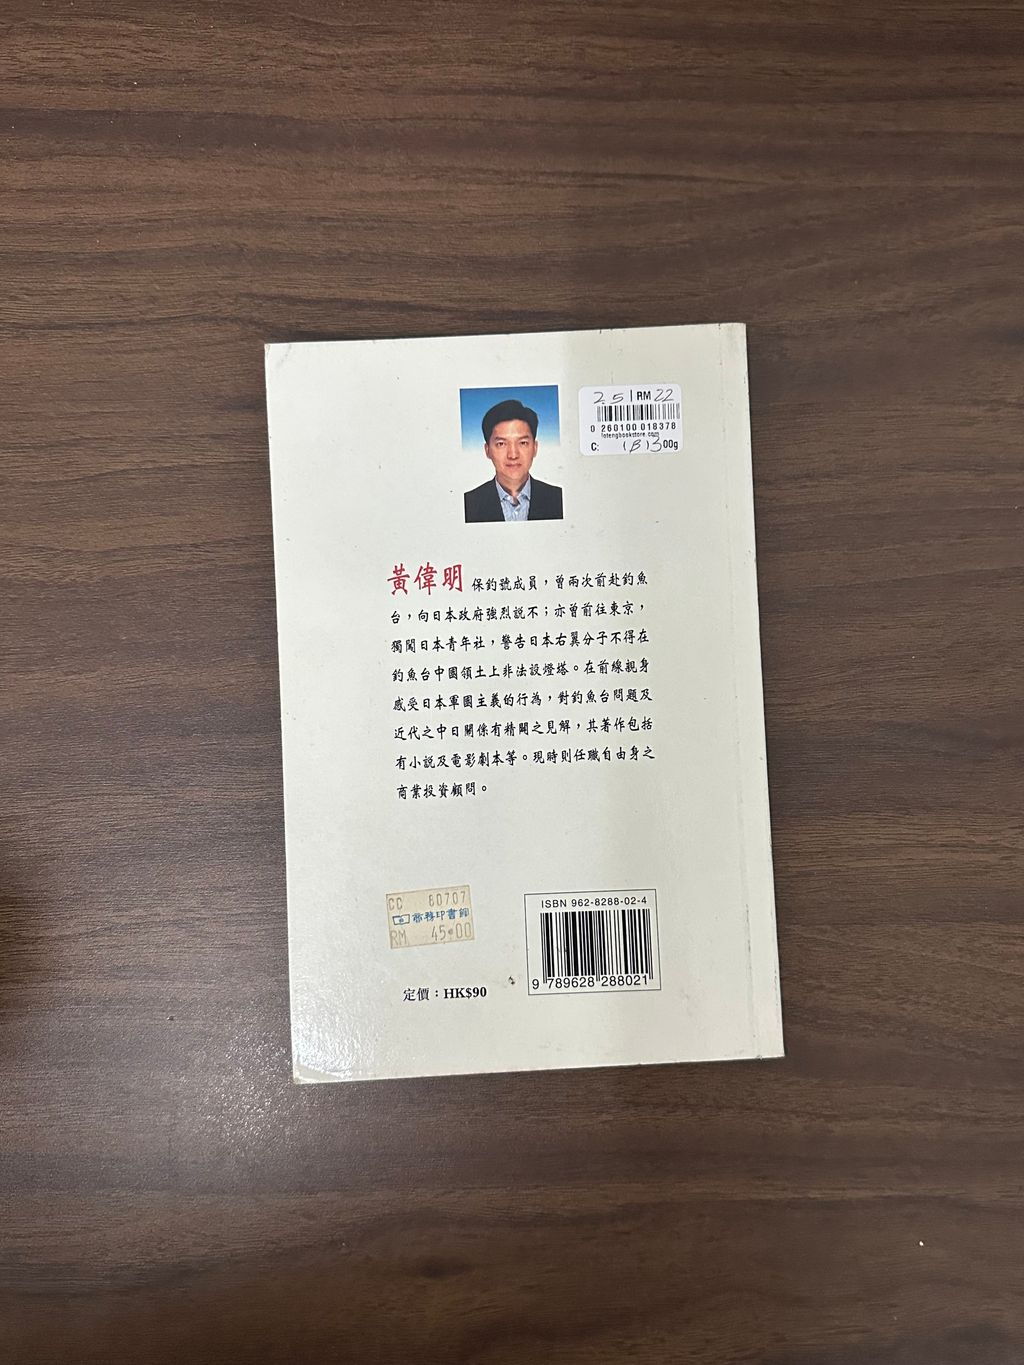 2.5 | RM 22
0 260100 018378
lotengbookstore.com
C: 00g
黃偉明 保釣號成員，曾兩次前赴釣魚
台，向日本政府強烈説不；亦曾前往東京，
獨闖日本青年社，警告日本右翼分子不得在
釣魚台中國領土上非法設燈塔。在前線親身
感受日本軍國主義的行為，對釣魚台問題及
近代之中日關係有精闢之見解，其著作包括
有小説及電影劇本等。現時則任職自由身之
商業投資顧問。
CC 60707
商務印書館
RM 45.00
ISBN 962-8288-02-4
9 789628 288021
定價：HK$90